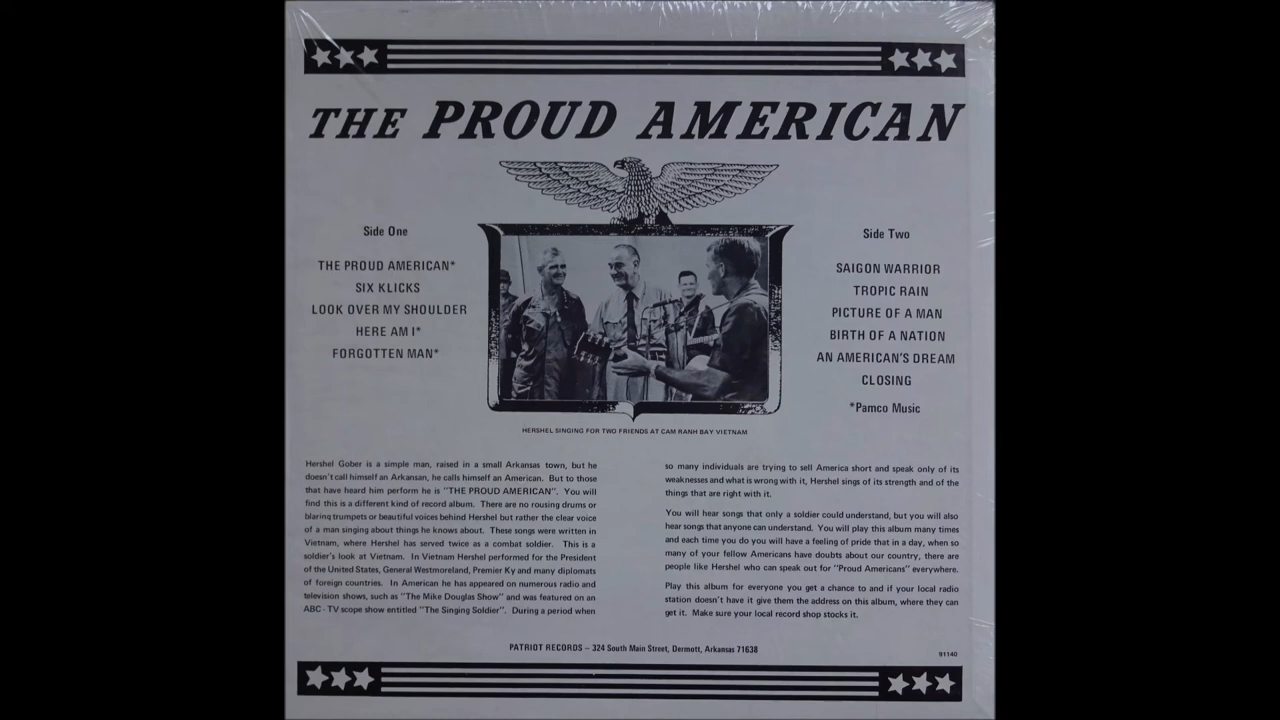 THE PROUD AMERICAN
Side One
THE PROUD AMERICAN*
SIX KLICKS
LOOK OVER MY SHOULDER
HERE AM I*
FORGOTTEN MAN*
Side Two
SAIGON WARRIOR
TROPIC RAIN
PICTURE OF A MAN
BIRTH OF A NATION
AN AMERICAN'S DREAM
CLOSING
*Pamco Music
HERSHEL SINGING FOR TWO FRIENDS AT CAM RANH BAY VIETNAM
Hershel Gober is a simple man, raised in a small Arkansas town, but he
doesn't call himself an Arkansan, he calls himself an American. But to those
that have heard him perform he is "THE PROUD AMERICAN". You will
find this is a different kind of record album. There are no rousing drums or
blaring trumpets or beautiful voices behind Hershel but rather the clear voice
of a man singing about things he knows about. These songs were written in
Vietnam, where Hershel has served twice as a combat soldier. This is a
soldier's look at Vietnam. In Vietnam Hershel performed for the President
of the United States, General Westmoreland, Premier Ky and many diplomats
of foreign countries. In American he has appeared on numerous radio and
television shows, such as "The Mike Douglas Show" and was featured on an
ABC - TV scope show entitled "The Singing Soldier". During a period when
so many individuals are trying to sell America short and speak only of its
weaknesses and what is wrong with it, Hershel sings of its strength and of the
things that are right with it.
You will hear songs that only a soldier could understand, but you will also
hear songs that anyone can understand. You will play this album many times
and each time you do you will have a feeling of pride that in a day, when so
many of your fellow Americans have doubts about our country, there are
people like Hershel who can speak out for "Proud Americans" everywhere.
Play this album for everyone you get a chance to and if your local radio
station doesn't have it give them the address on this album, where they can
get it. Make sure your local record shop stocks it.
PATRIOT RECORDS – 324 South Main Street, Dermott, Arkansas 71638
91140